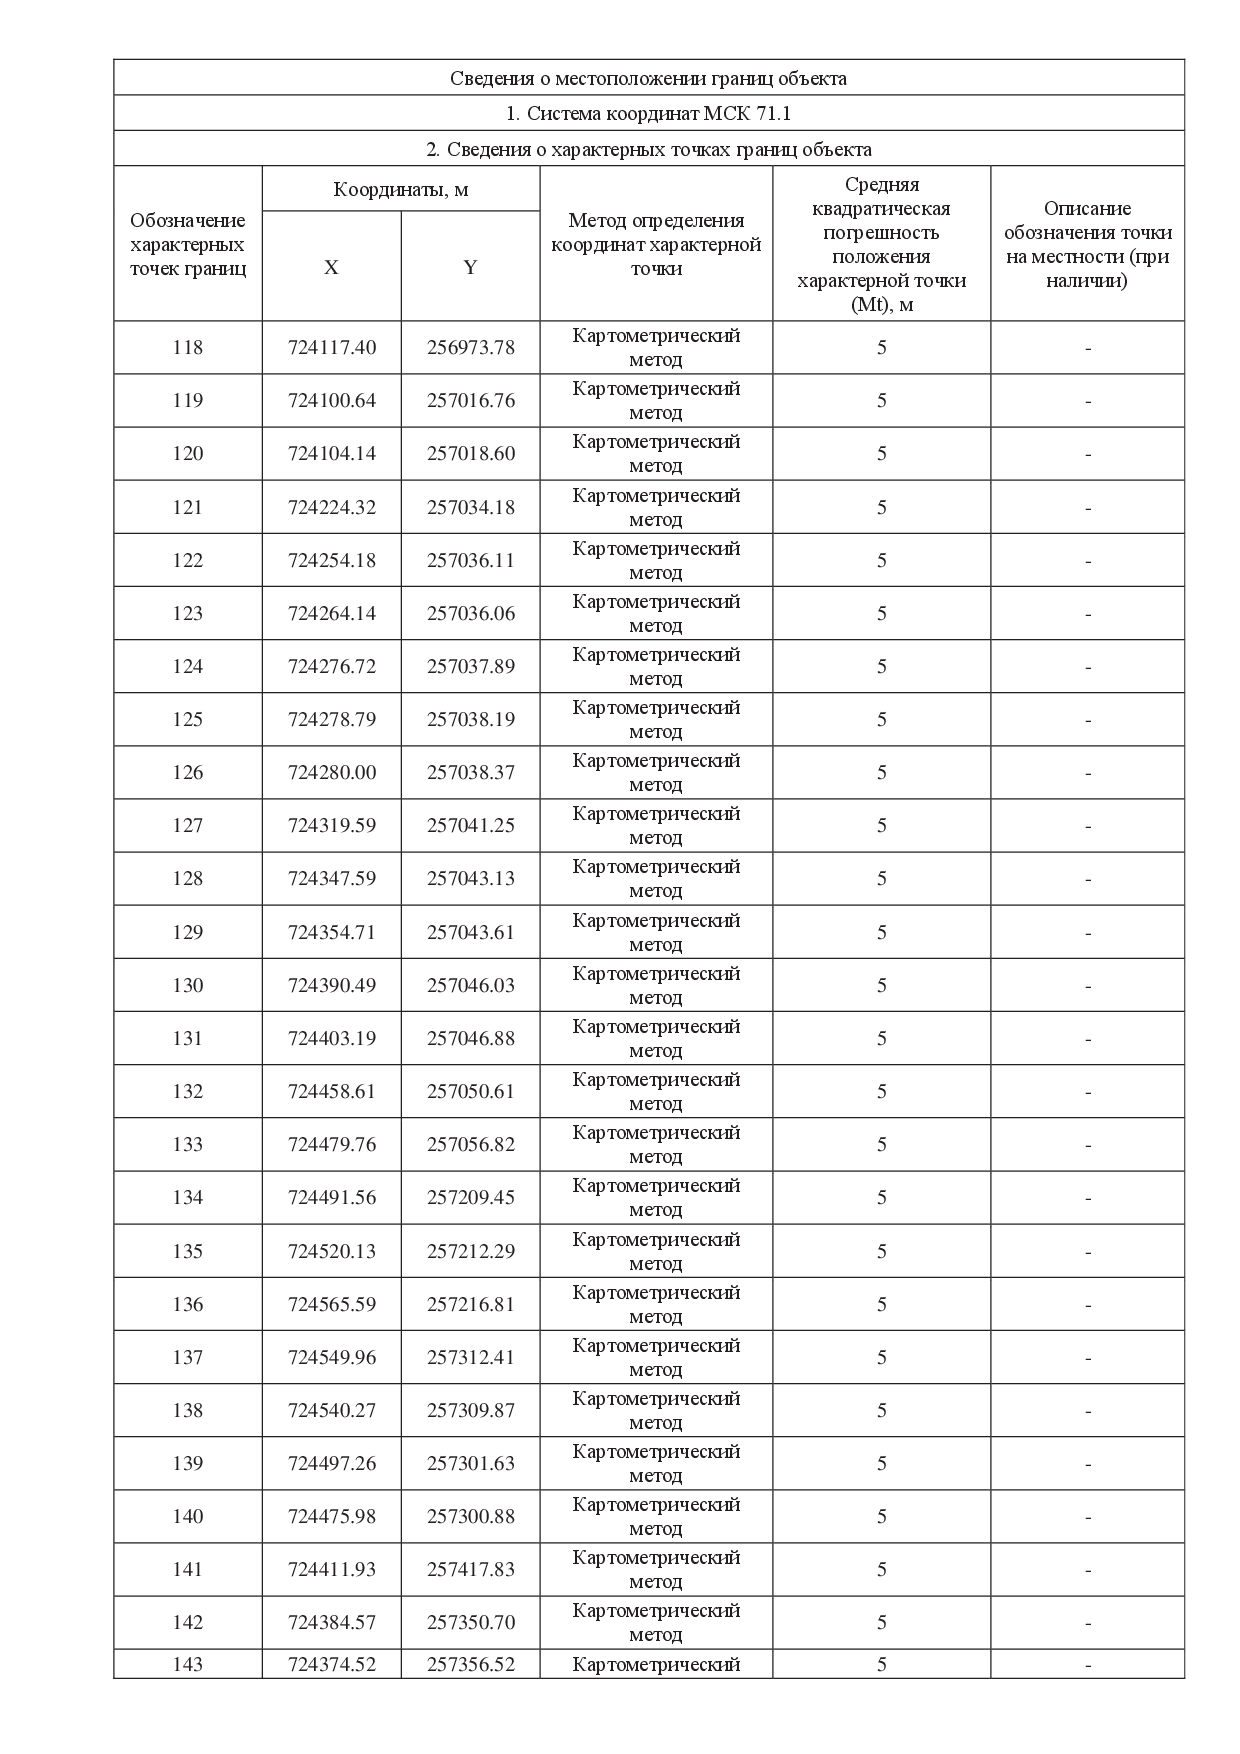 Сведения о местоположении границ объекта
1. Система координат МСК 71.1
2. Сведения о характерных точках границ объекта
Обозначение
характерных
точек границ
Координаты, м
X
Y
Метод определения
координат характерной
точки
Средняя
квадратическая
погрешность
положения
характерной точки
(Mt), м
Описание
обозначения точки
на местности (при
наличии)
118 724117.40 256973.78 Картометрический
метод 5 -
119 724100.64 257016.76 Картометрический
метод 5 -
120 724104.14 257018.60 Картометрический
метод 5 -
121 724224.32 257034.18 Картометрический
метод 5 -
122 724254.18 257036.11 Картометрический
метод 5 -
123 724264.14 257036.06 Картометрический
метод 5 -
124 724276.72 257037.89 Картометрический
метод 5 -
125 724278.79 257038.19 Картометрический
метод 5 -
126 724280.00 257038.37 Картометрический
метод 5 -
127 724319.59 257041.25 Картометрический
метод 5 -
128 724347.59 257043.13 Картометрический
метод 5 -
129 724354.71 257043.61 Картометрический
метод 5 -
130 724390.49 257046.03 Картометрический
метод 5 -
131 724403.19 257046.88 Картометрический
метод 5 -
132 724458.61 257050.61 Картометрический
метод 5 -
133 724479.76 257056.82 Картометрический
метод 5 -
134 724491.56 257209.45 Картометрический
метод 5 -
135 724520.13 257212.29 Картометрический
метод 5 -
136 724565.59 257216.81 Картометрический
метод 5 -
137 724549.96 257312.41 Картометрический
метод 5 -
138 724540.27 257309.87 Картометрический
метод 5 -
139 724497.26 257301.63 Картометрический
метод 5 -
140 724475.98 257300.88 Картометрический
метод 5 -
141 724411.93 257417.83 Картометрический
метод 5 -
142 724384.57 257350.70 Картометрический
метод 5 -
143 724374.52 257356.52 Картометрический 5 -